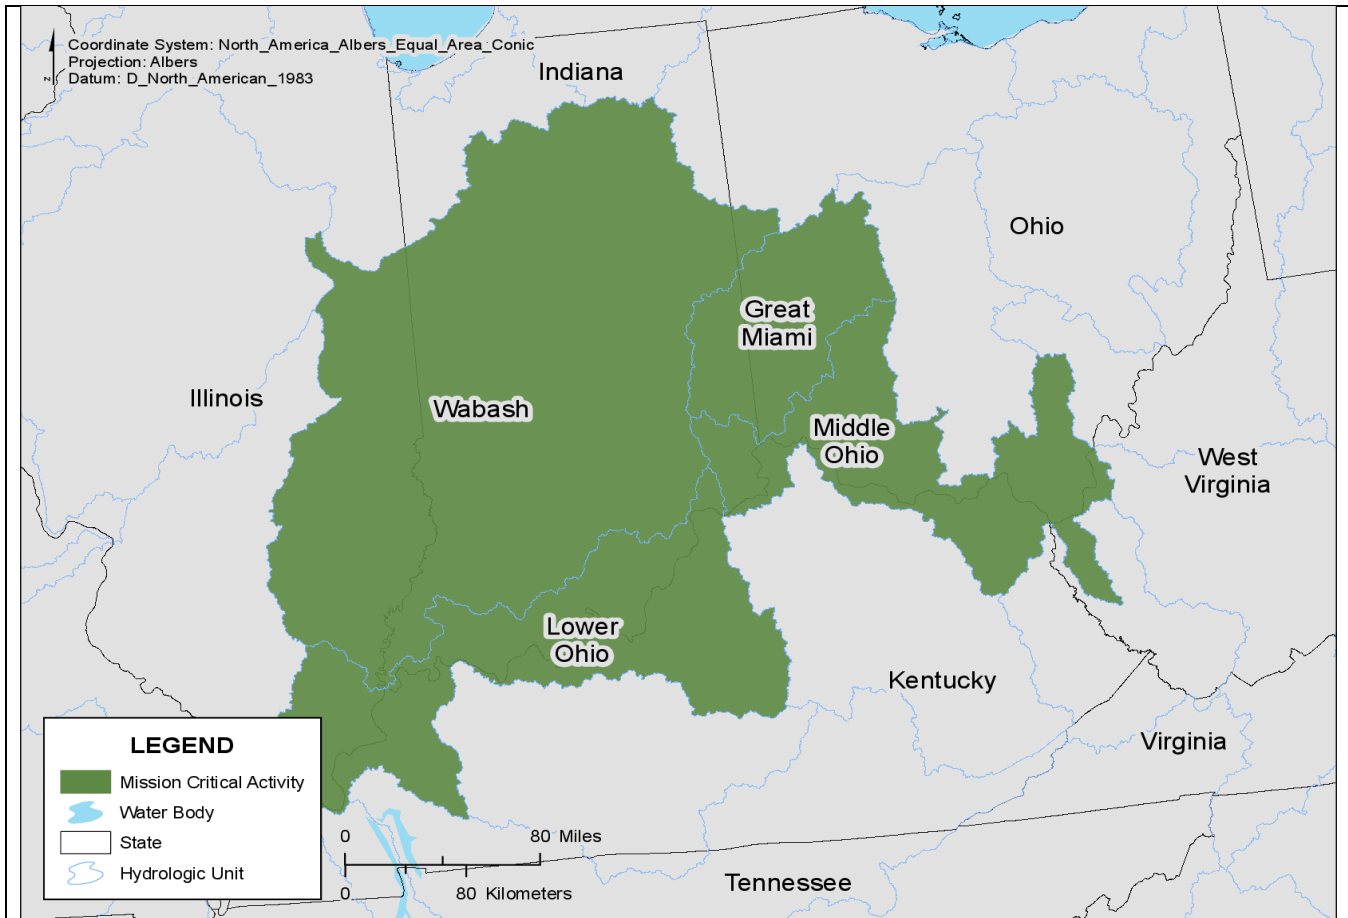 Coordinate System: North_America_Albers_Equal_Area_Conic
Projection: Albers
Datum: D_North_American_1983
N
Indiana
Ohio
Great
Miami
Illinois
Wabash
Middle
Ohio
West
Virginia
Lower
Ohio
Kentucky
Virginia
LEGEND
Mission Critical Activity
Water Body
State
Hydrologic Unit
0 80 Miles
0 80 Kilometers
Tennessee